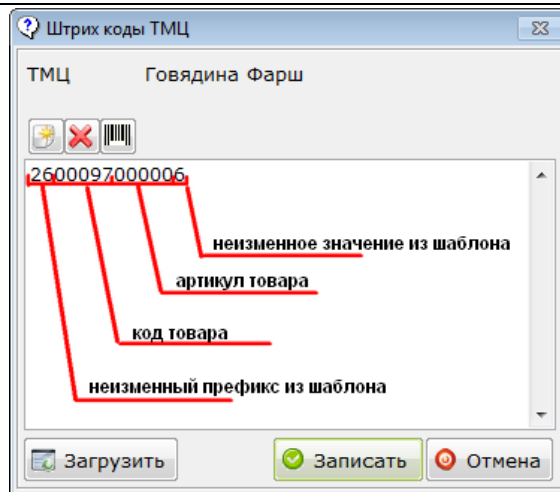 Штрих коды ТМЦ
ТМЦ Говядина Фарш
2600097000006
неизменное значение из шаблона
артикул товара
код товара
неизменный префикс из шаблона
Загрузить Записать Отмена